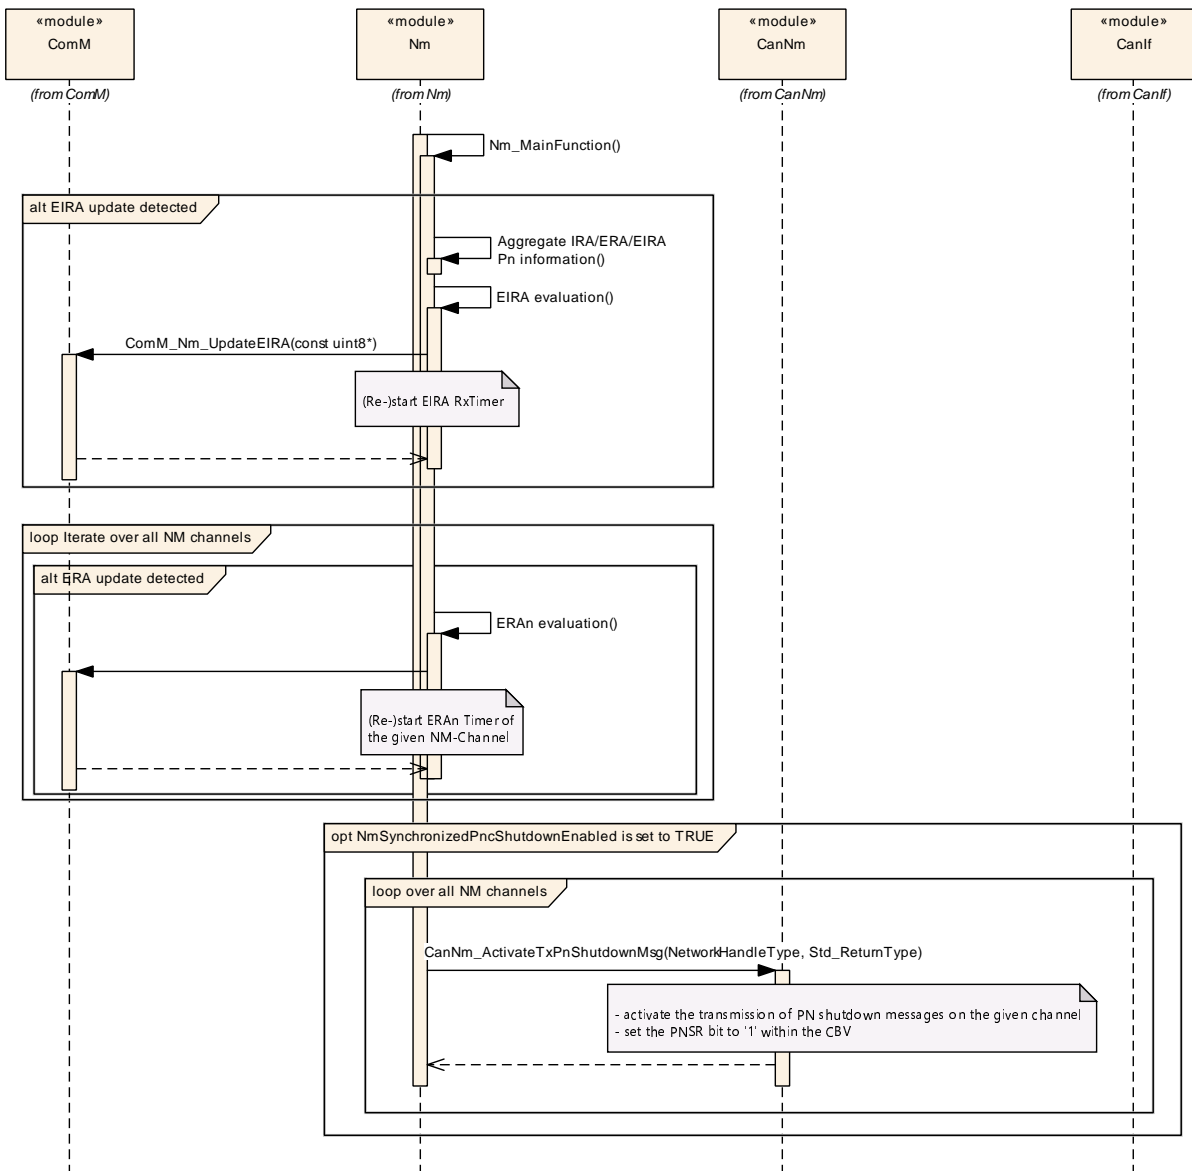 «module»
ComM
«module»
Nm
«module»
CanNm
«module»
CanIf
(from ComM)
(from Nm)
(from CanNm)
(from CanIf)
Nm_MainFunction()
alt EIRA update detected
Aggregate IRA/ERA/EIRA
Pn information()
EIRA evaluation()
ComM_Nm_UpdateEIRA(const uint8*)
(Re-)start EIRA RxTimer
loop Iterate over all NM channels
alt ERA update detected
ERAn evaluation()
(Re-)start ERAn Timer of
the given NM-Channel
opt NmSynchronizedPncShutdownEnabled is set to TRUE
loop over all NM channels
CanNm_ActivateTxPnShutdownMsg(NetworkHandleType, Std_ReturnType)
- activate the transmission of PN shutdown messages on the given channel
- set the PNSR bit to '1' within the CBV